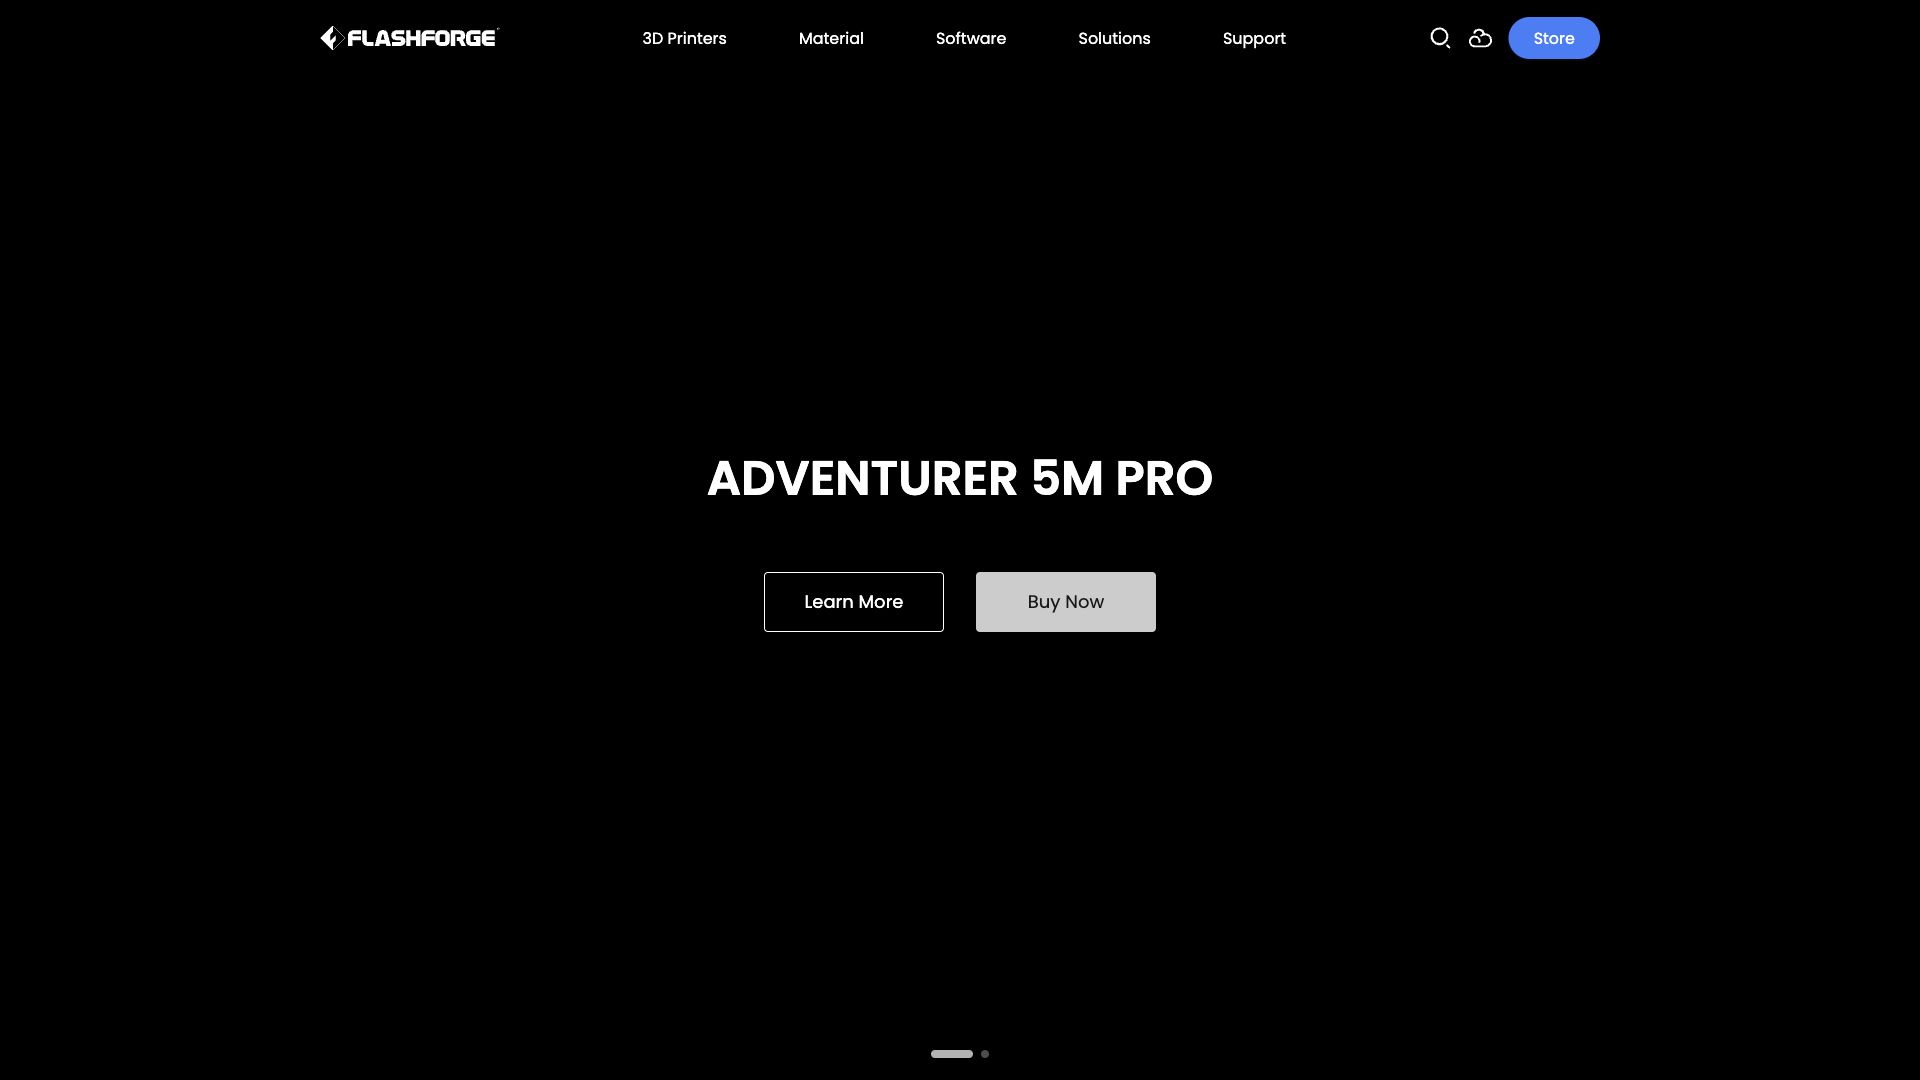 FLASHFORGE
3D Printers
Material
Software
Solutions
Support
Store
ADVENTURER 5M PRO
Learn More
Buy Now